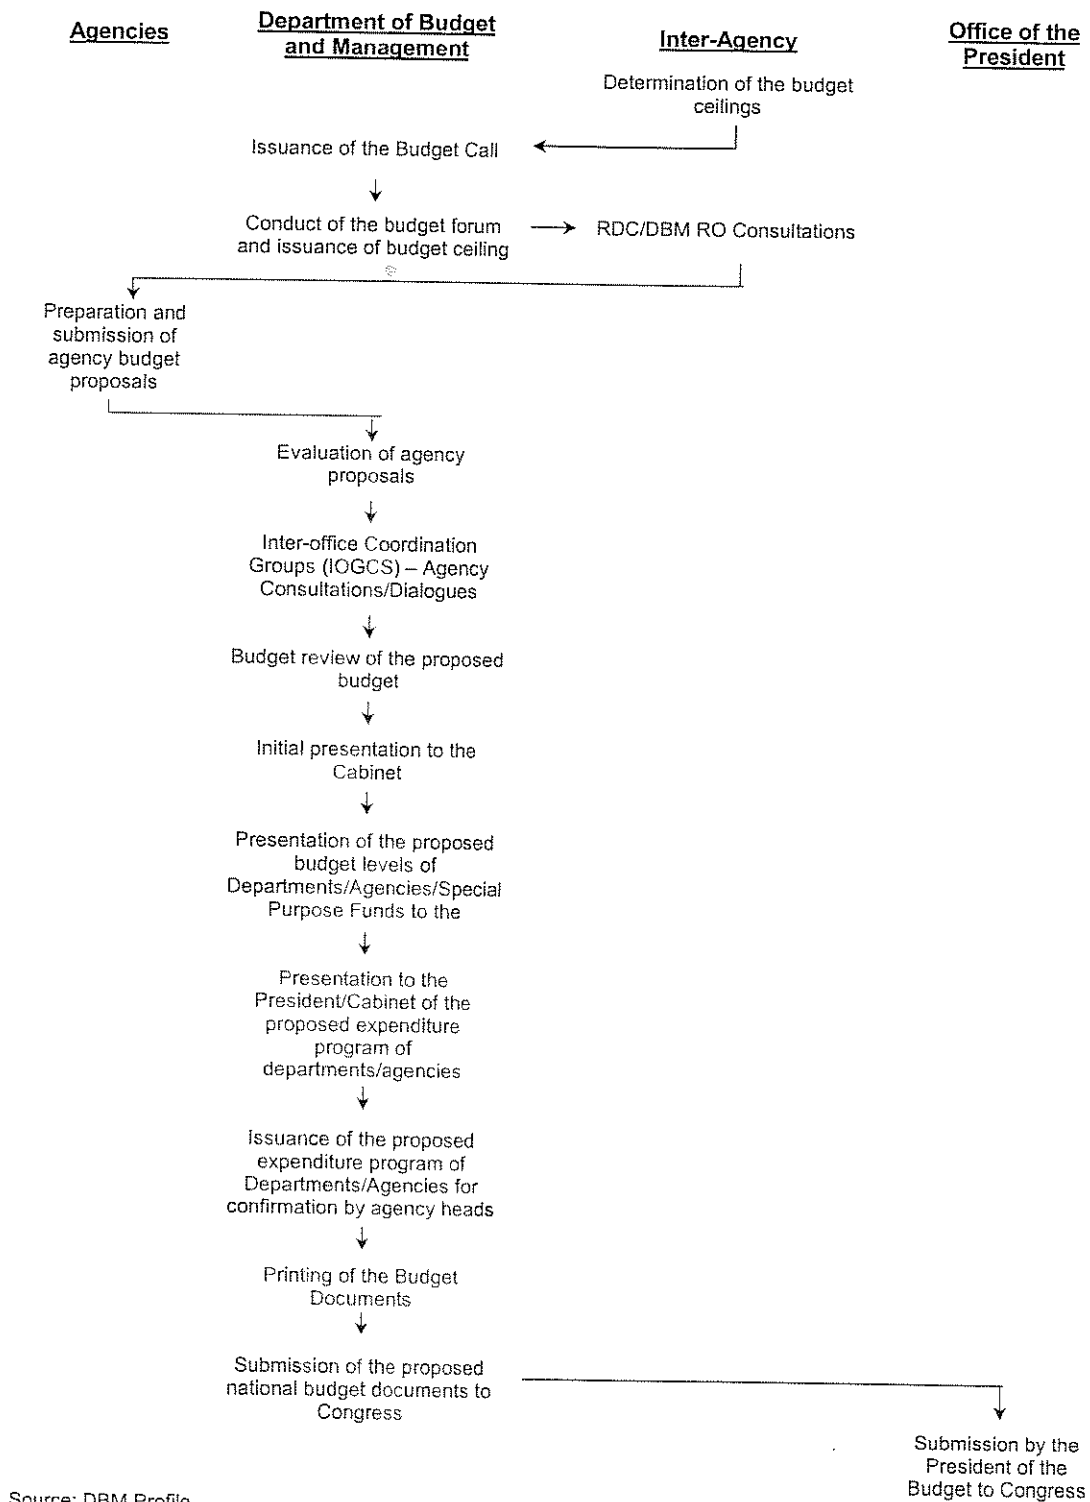 Agencies
Department of Budget
and Management
Inter-Agency
Office of the
President
Determination of the budget
ceilings
Issuance of the Budget Call
Conduct of the budget forum
and issuance of budget ceiling
RDC/DBM RO Consultations
Preparation and
submission of
agency budget
proposals
Evaluation of agency
proposals
Inter-office Coordination
Groups (IOGCS) – Agency
Consultations/Dialogues
Budget review of the proposed
budget
Initial presentation to the
Cabinet
Presentation of the proposed
budget levels of
Departments/Agencies/Special
Purpose Funds to the
Presentation to the
President/Cabinet of the
proposed expenditure
program of
departments/agencies
Issuance of the proposed
expenditure program of
Departments/Agencies for
confirmation by agency heads
Printing of the Budget
Documents
Submission of the proposed
national budget documents to
Congress
Submission by the
President of the
Budget to Congress
Source: DBM Profile